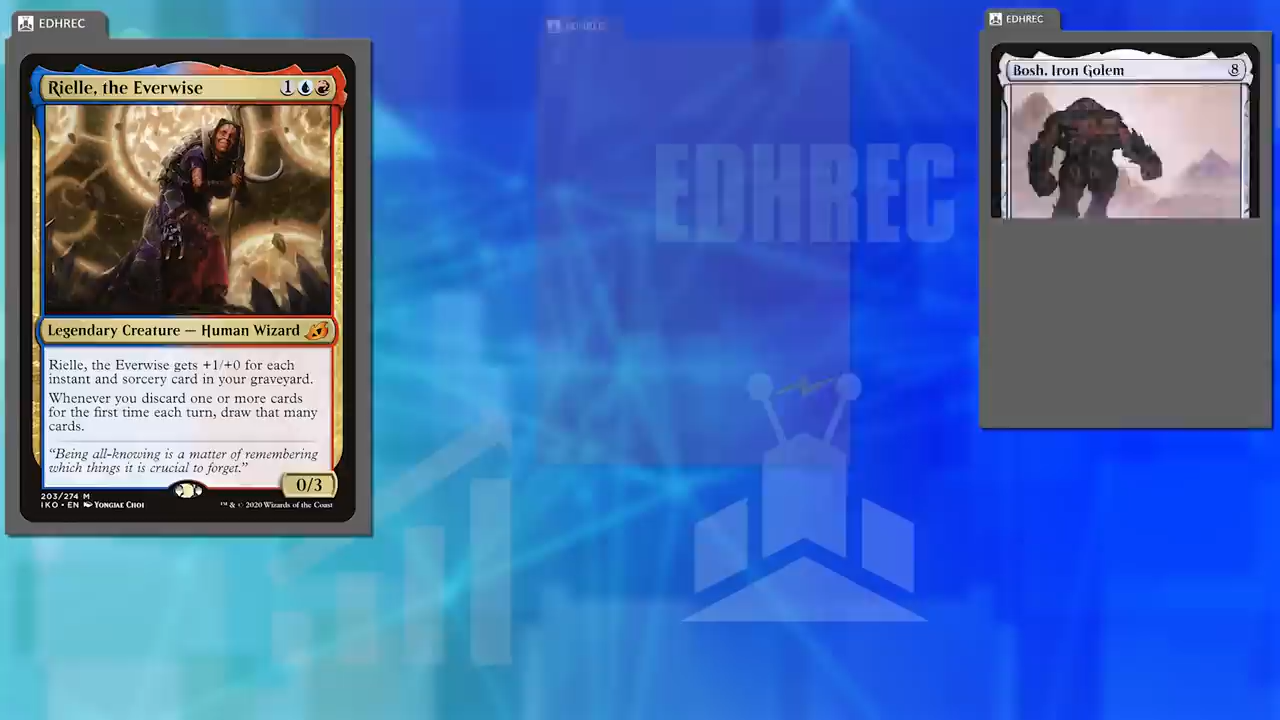 EDHREC
Rielle, the Everwise 1
Legendary Creature — Human Wizard
Rielle, the Everwise gets +1/+0 for each
instant and sorcery card in your graveyard.
Whenever you discard one or more cards
for the first time each turn, draw that many
cards.
“Being all-knowing is a matter of remembering
which things it is crucial to forget.”
0/3
203/274 M
IKO • EN Yongjae Choi
™ & © 2020 Wizards of the Coast
EDHREC
EDHREC
EDHREC
Bosh, Iron Golem 8